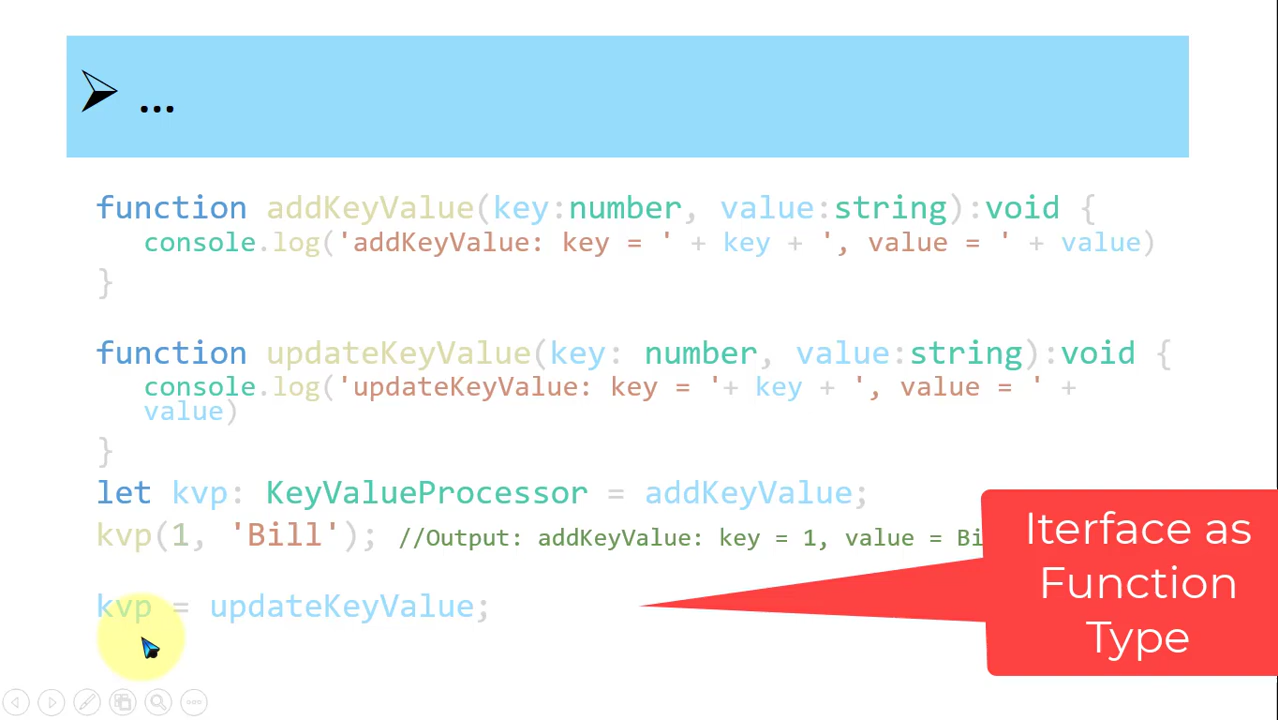 ...
function addKeyValue(key:number, value:string):void {
console.log('addKeyValue: key = ' + key + ', value = ' + value)
}
function updateKeyValue(key: number, value:string):void {
console.log('updateKeyValue: key = '+ key + ', value = ' +
value)
}
let kvp: KeyValueProcessor = addKeyValue;
kvp(1, 'Bill'); //Output: addKeyValue: key = 1, value = Bi
kvp = updateKeyValue;
Iterface as
Function
Type